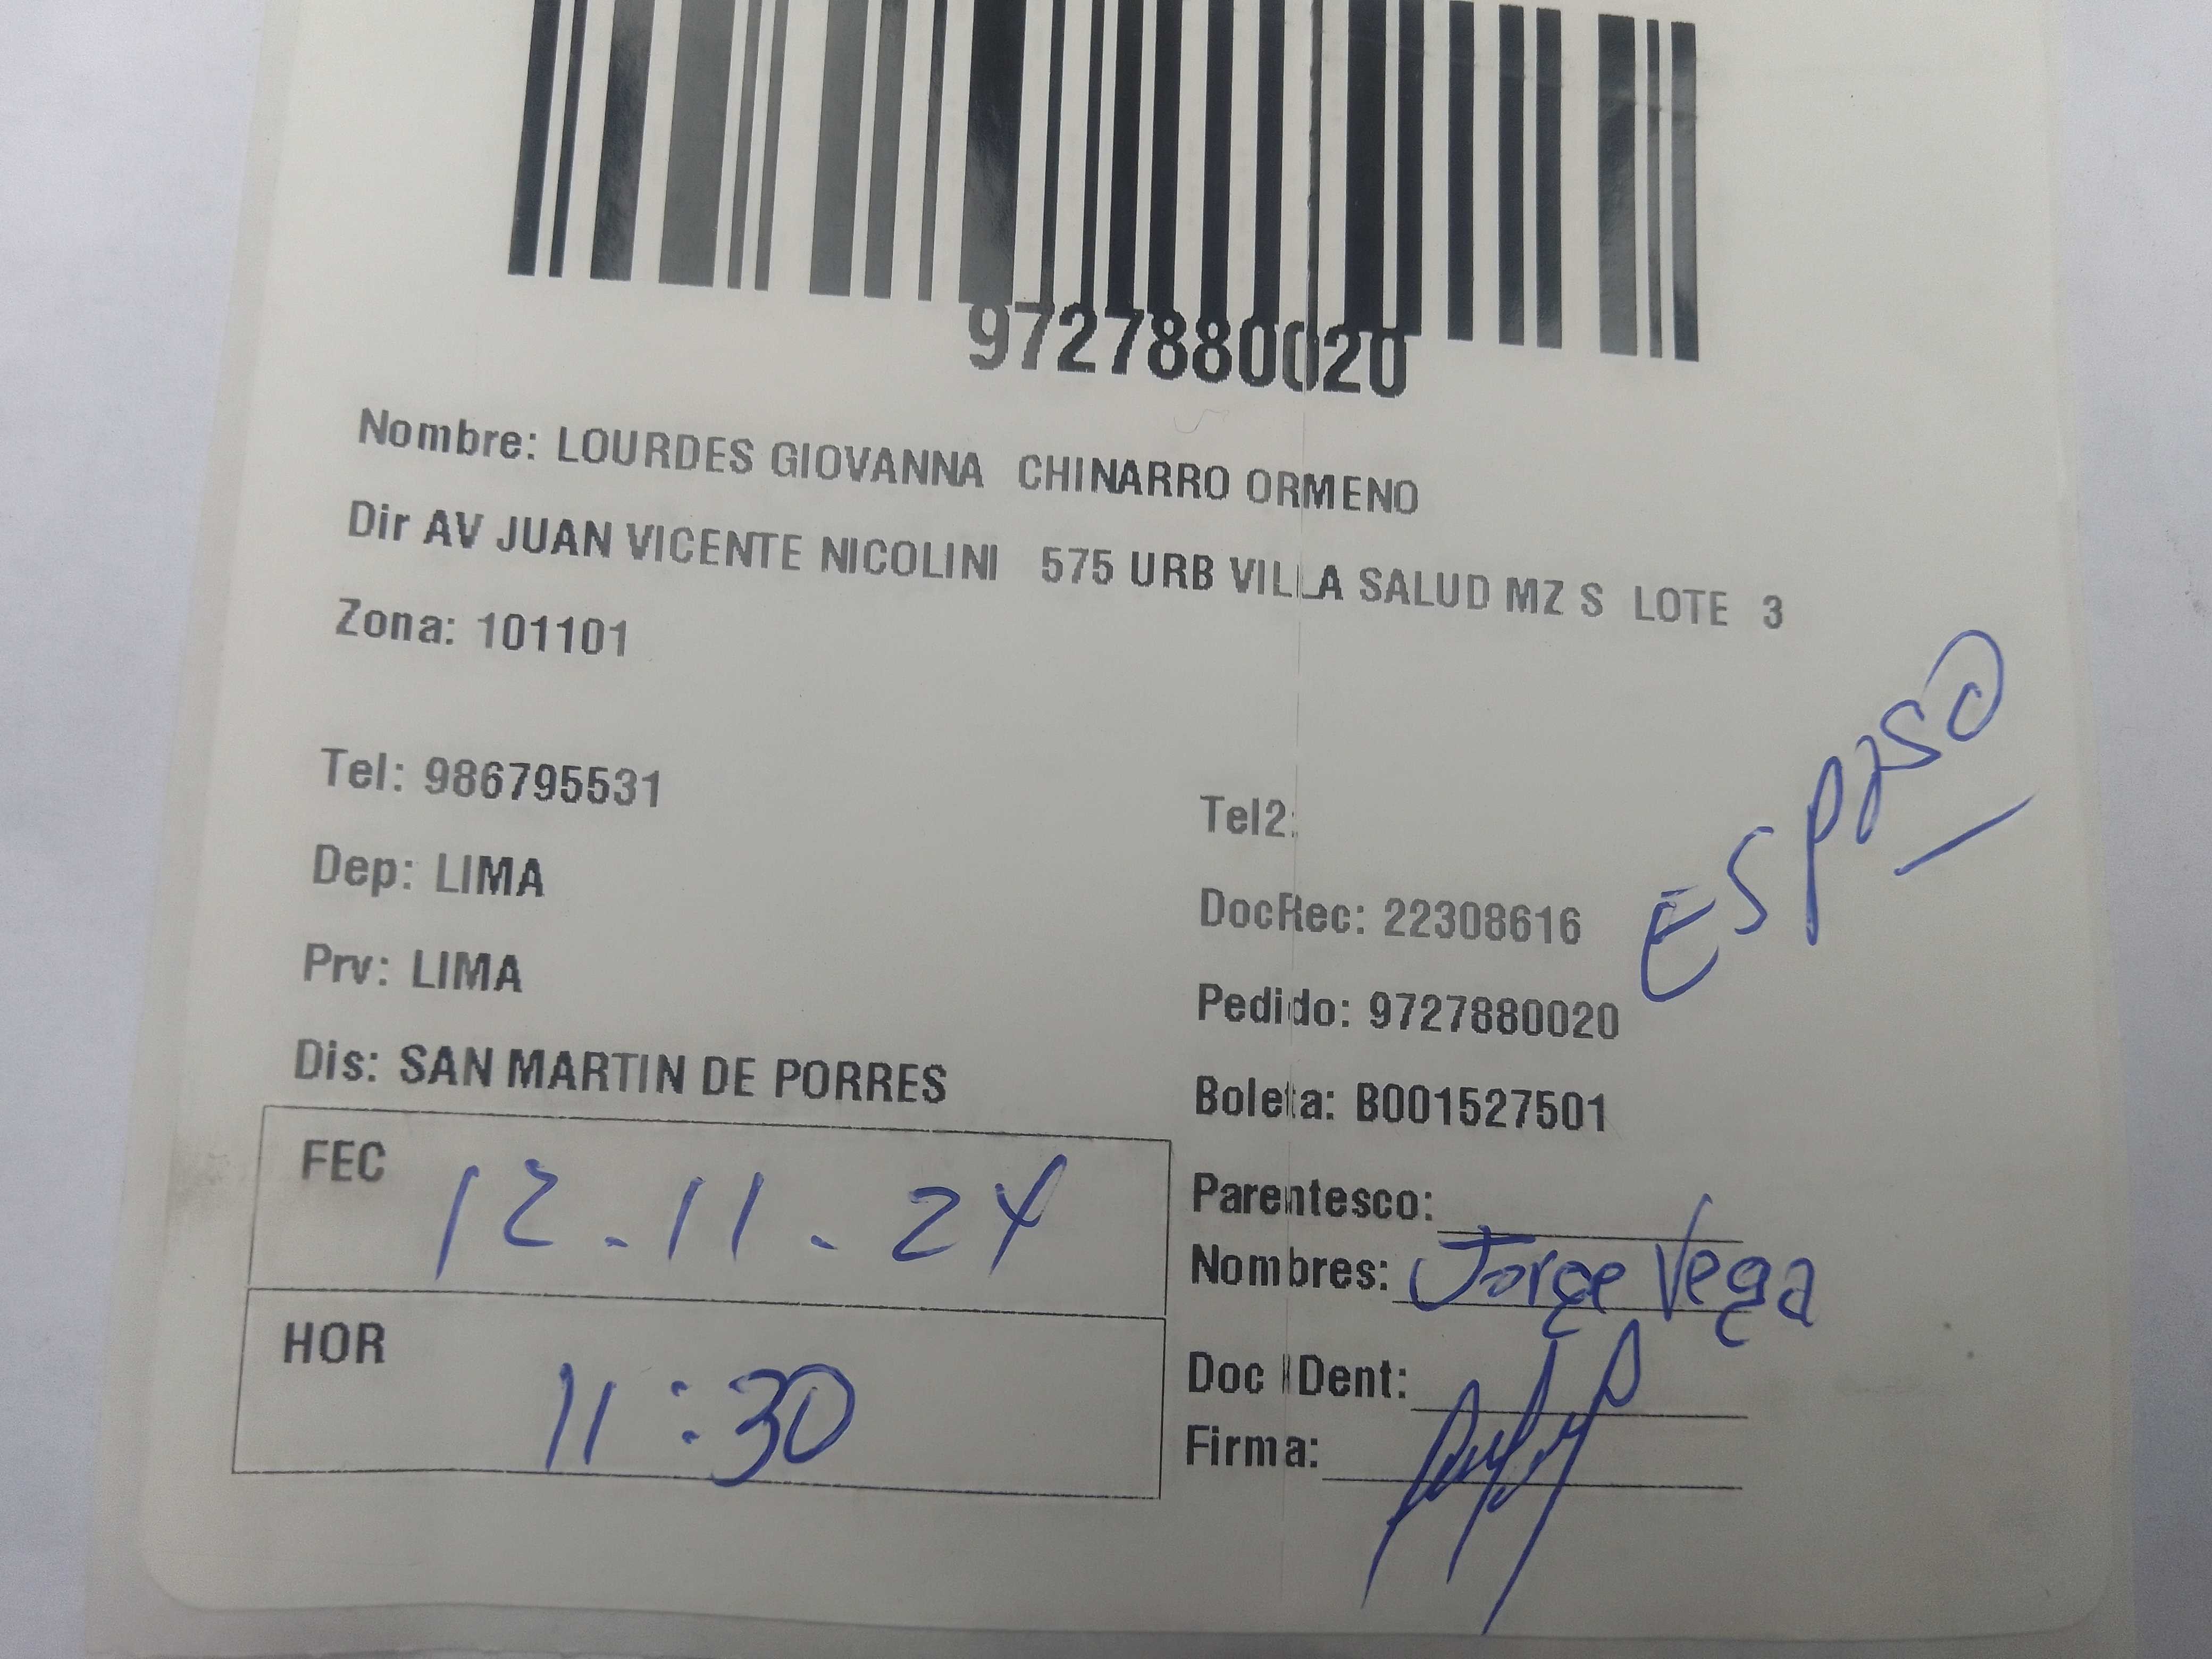 9727880020
Nombre: LOURDES GIOVANNA CHINARRO ORMENO
Dir AV JUAN VICENTE NICOLINI 575 URB VILLA SALUD MZ S LOTE 3
Zona: 101101
Tel: 986795531
Tel2:
Dep: LIMA
DocRec: 22308616
Esposo
Prv: LIMA
Pedido: 9727880020
Dis: SAN MARTIN DE PORRES
Boleta: B001527501
FEC 12.11.24
Parentesco:
Nombres: Jorge Vega
HOR 11:30
Doc IDent:
Firma: